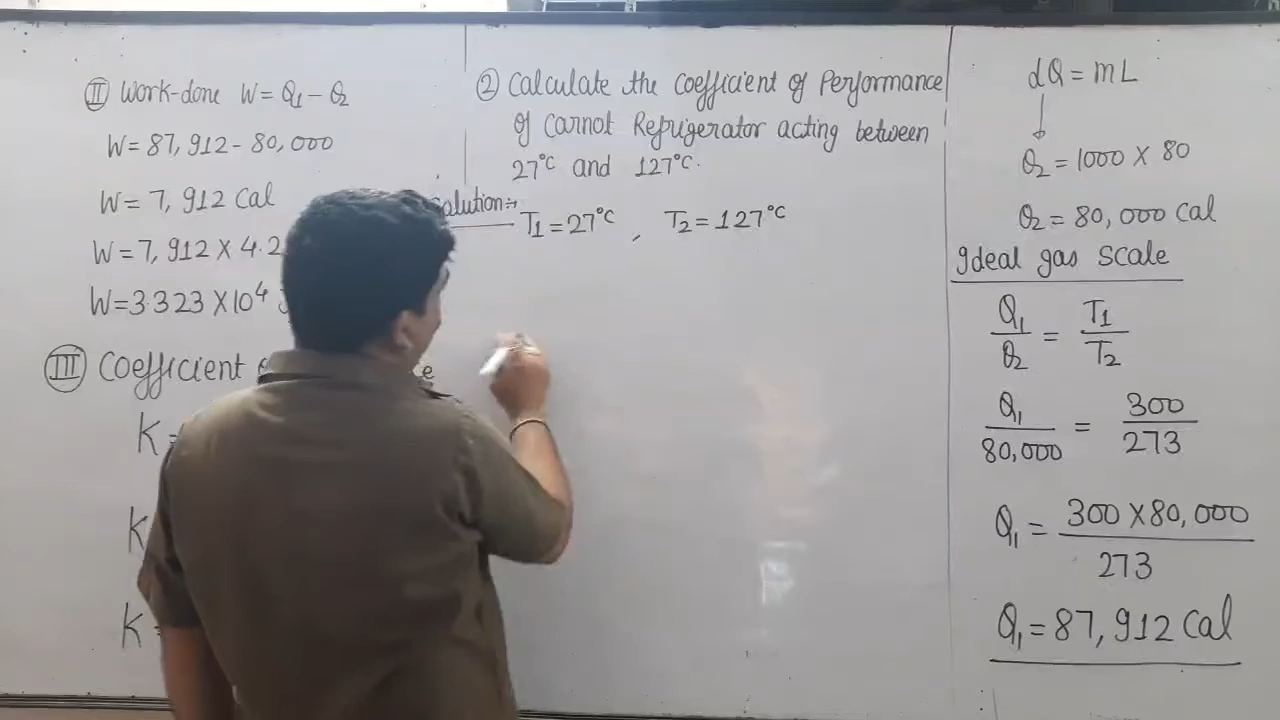 II Work-done W = Q1 - Q2
W = 87,912 - 80,000
W = 7,912 Cal
W = 7,912 X 4.2
W = 3.323 X 10⁴
III Coefficient
K =
K
K =
② Calculate the Coefficient of Performance
of Carnot Refrigerator acting between
27°C and 127°C.
Solution :-
T1 = 27°C , T2 = 127°C
dQ = mL
Q2 = 1000 X 80
Q2 = 80,000 Cal
Ideal gas scale
Q1/Q2 = T1/T2
Q1/80,000 = 300/273
Q1 = 300 X 80,000/273
Q1 = 87,912 Cal